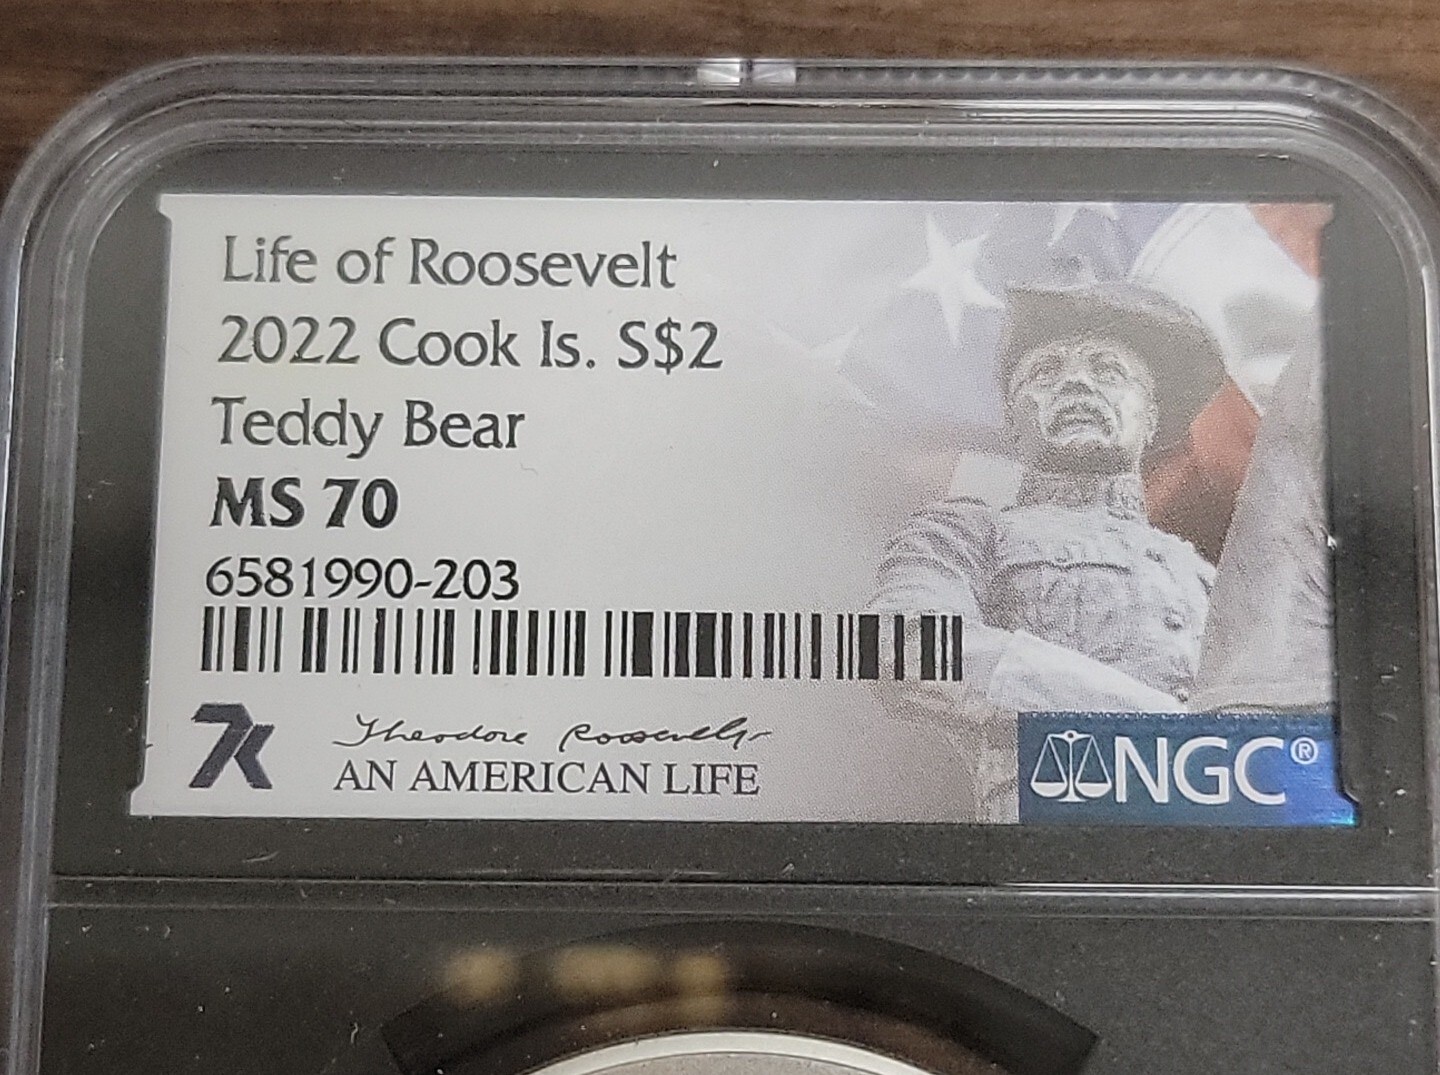 Life of Roosevelt
2022 Cook Is. S$2
Teddy Bear
MS 70
6581990-203
7k
Theodore Roosevelt
AN AMERICAN LIFE
NGC®